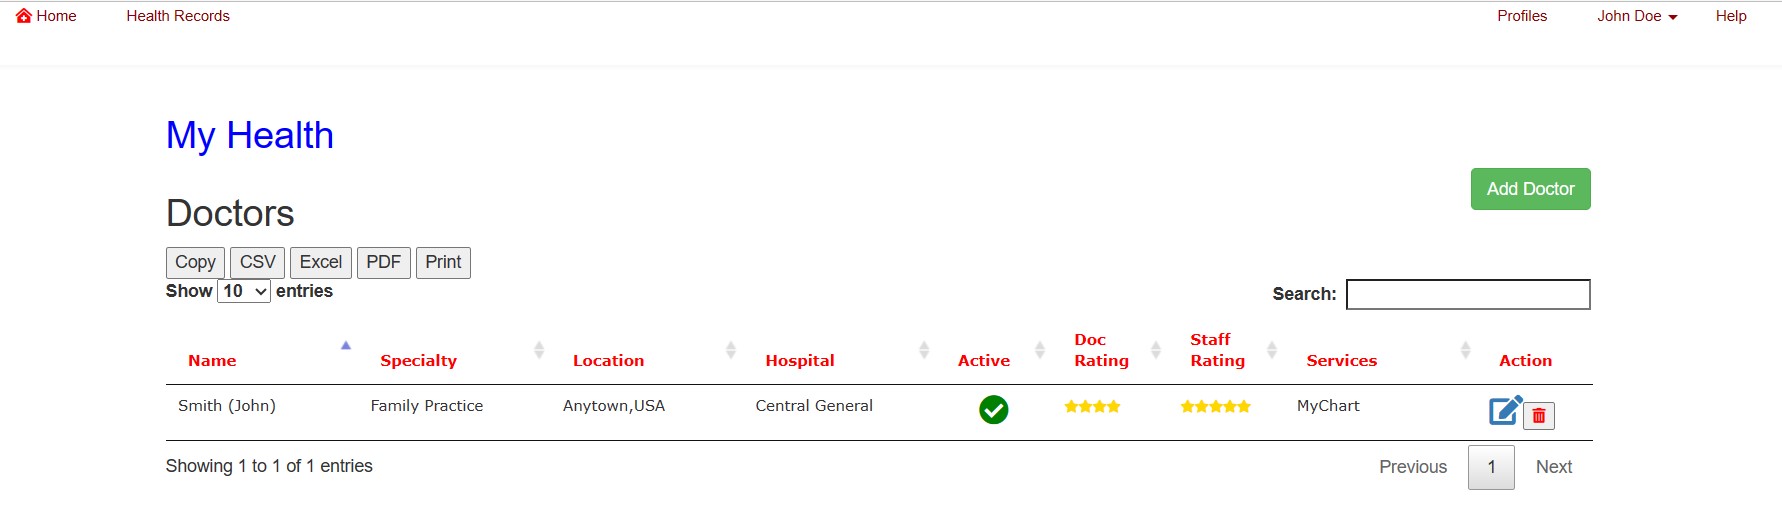 Home Health Records Profiles John Doe Help
My Health
Add Doctor
Doctors
Copy CSV Excel PDF Print
Show 10 entries
Search:
Name Specialty Location Hospital Active Doc Rating Staff Rating Services Action
Smith (John) Family Practice Anytown,USA Central General MyChart
Showing 1 to 1 of 1 entries
Previous 1 Next